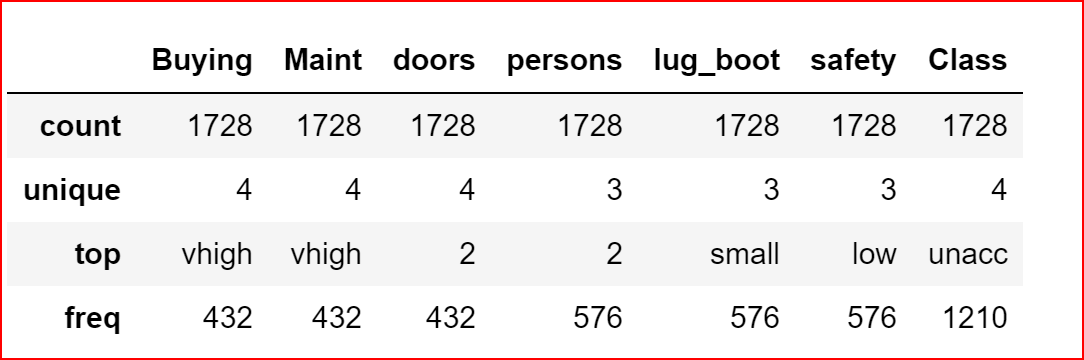 Buying Maint doors persons lug_boot safety Class
count 1728 1728 1728 1728 1728 1728 1728
unique 4 4 4 3 3 3 4
top vhigh vhigh 2 2 small low unacc
freq 432 432 432 576 576 576 1210